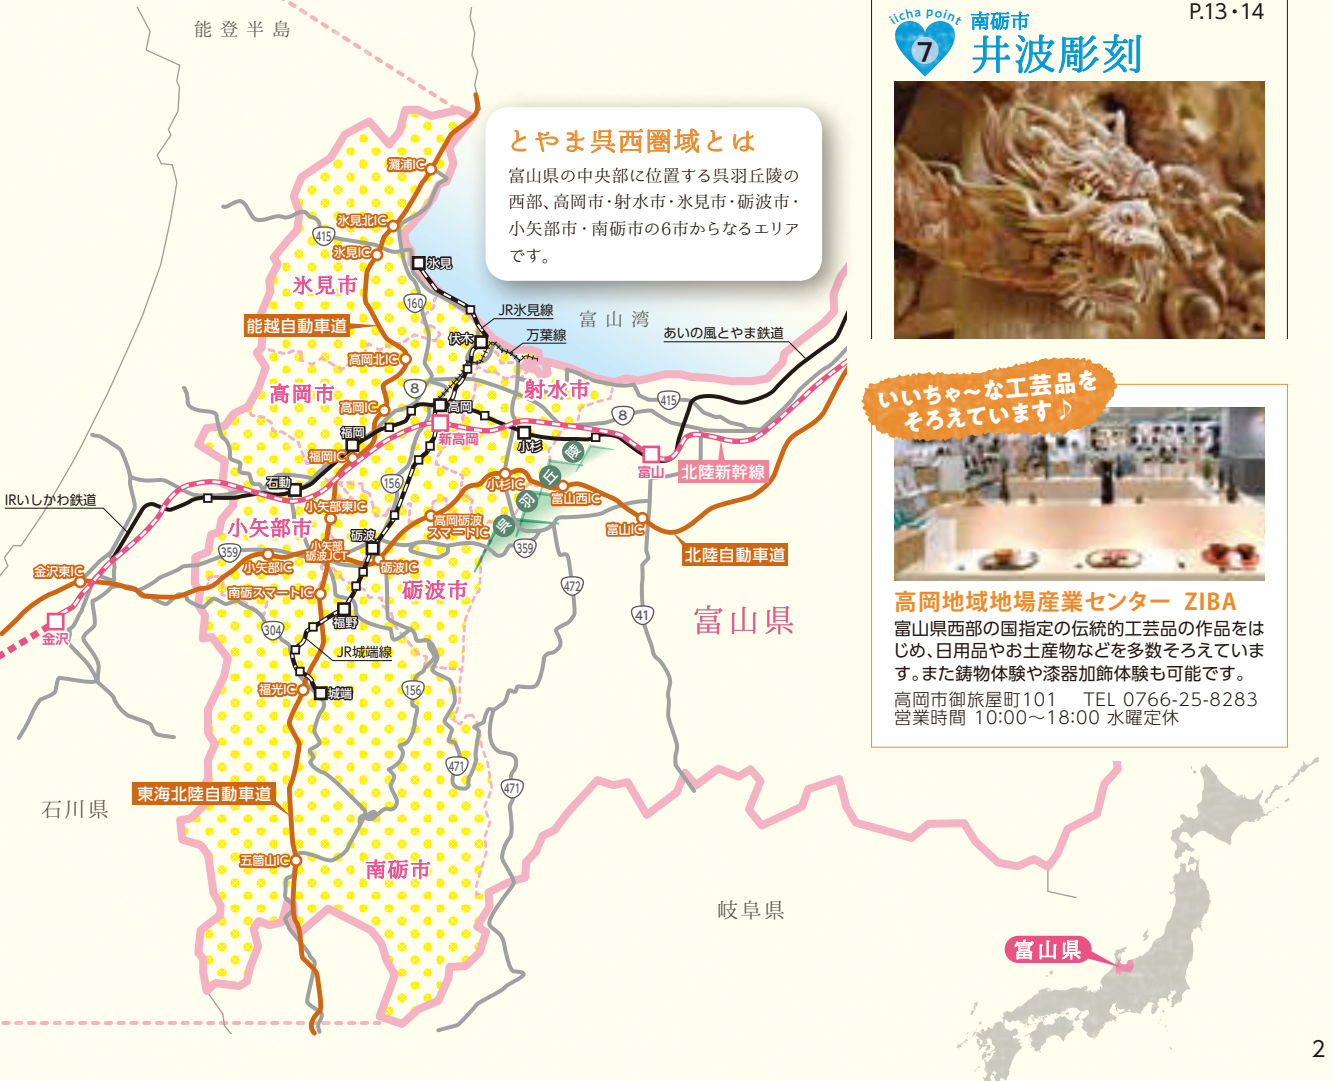 能登半島
とやま呉西圏域とは
富山県の中央部に位置する呉羽丘陵の
西部、高岡市・射水市・氷見市・砺波市・
小矢部市・南砺市の6市からなるエリア
です。
灘浦IC
氷見北IC
415
氷見IC
氷見
氷見市
160
JR氷見線
富山湾
能越自動車道
伏木
万葉線
あいの風とやま鉄道
高岡北IC
8
射水市
高岡市
415
高岡IC
高岡
8
福岡
新高岡
小杉
陵
福岡IC
富山
北陸新幹線
石動
156
小杉IC
丘
IRいしかわ鉄道
富山西IC
小矢部東IC
羽
小矢部市
高岡砺波
スマートIC
呉
富山IC
砺波
359
小矢部
砺波JCT
359
北陸自動車道
金沢東IC
小矢部IC
砺波IC
472
南砺スマートIC
砺波市
41
金沢
福野
富山県
304
JR城端線
福光IC
城端
156
471
471
東海北陸自動車道
石川県
五箇山IC
南砺市
岐阜県
iicha point
7
南砺市
井波彫刻
P.13・14
いいちゃ〜な工芸品を
そろえています♪
高岡地域地場産業センター ZIBA
富山県西部の国指定の伝統的工芸品の作品をは
じめ、日用品やお土産物などを多数そろえていま
す。また鋳物体験や漆器加飾体験も可能です。
高岡市御旅屋町101 TEL 0766-25-8283
営業時間 10:00〜18:00 水曜定休
富山県
2